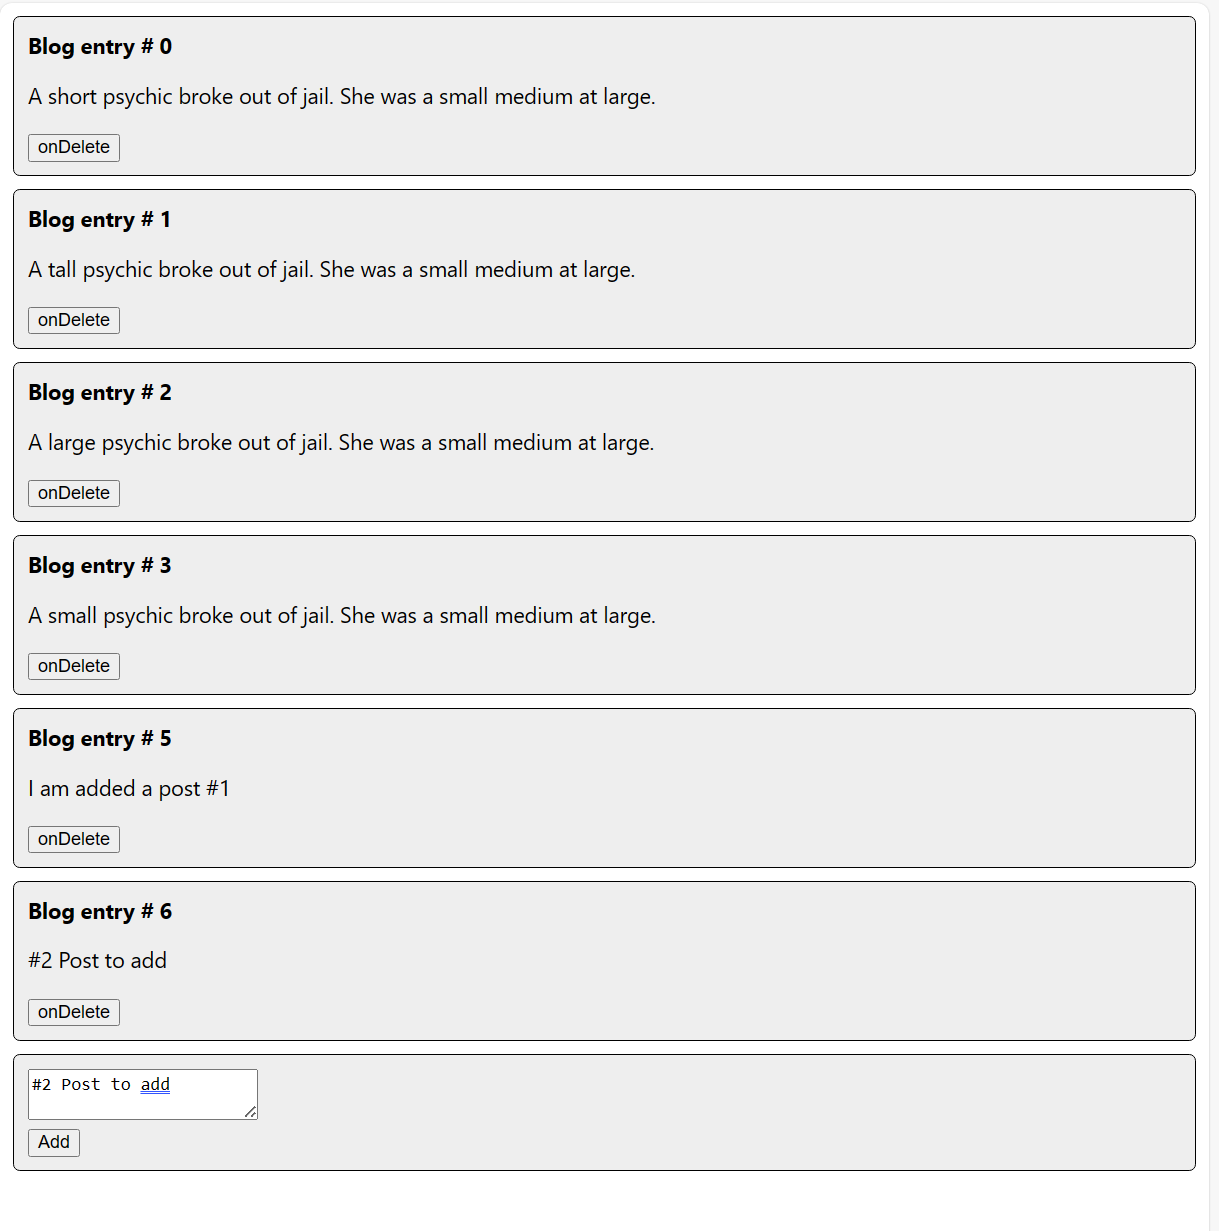 Blog entry # 0
A short psychic broke out of jail. She was a small medium at large.
onDelete
Blog entry # 1
A tall psychic broke out of jail. She was a small medium at large.
onDelete
Blog entry # 2
A large psychic broke out of jail. She was a small medium at large.
onDelete
Blog entry # 3
A small psychic broke out of jail. She was a small medium at large.
onDelete
Blog entry # 5
I am added a post #1
onDelete
Blog entry # 6
#2 Post to add
onDelete
#2 Post to add
Add